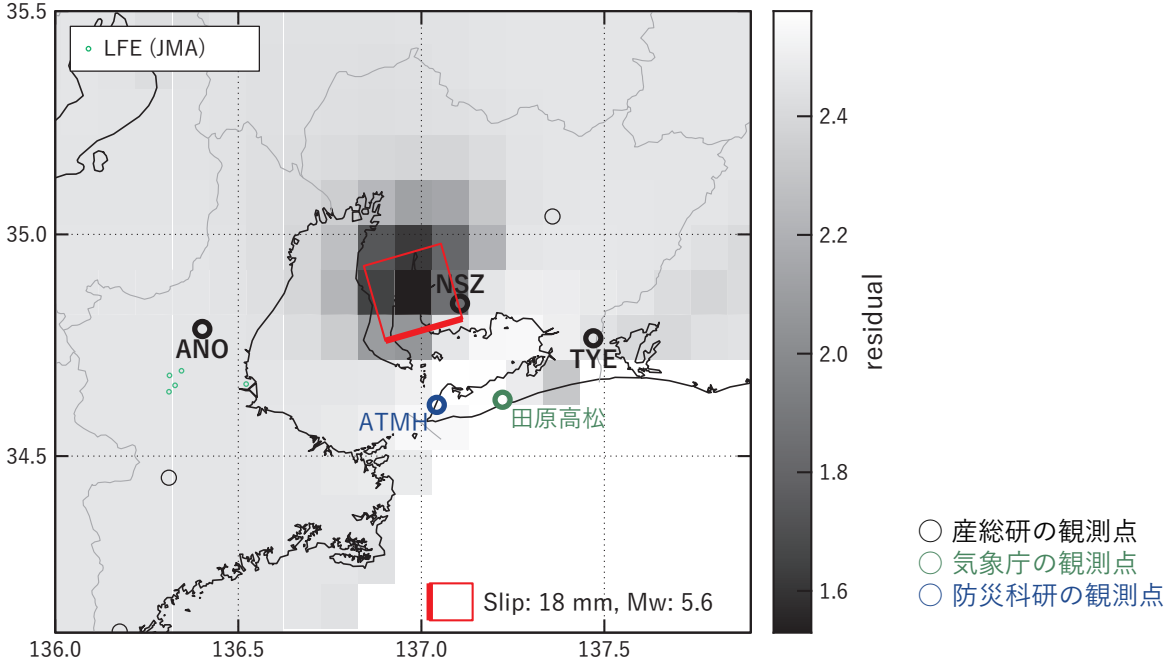 35.5
35.0
34.5
136.0
136.5
137.0
137.5
LFE (JMA)
NSZ
ANO
TYE
ATMH
田原高松
Slip: 18 mm, Mw: 5.6
2.4
2.2
2.0
1.8
1.6
residual
産総研の観測点
気象庁の観測点
防災科研の観測点